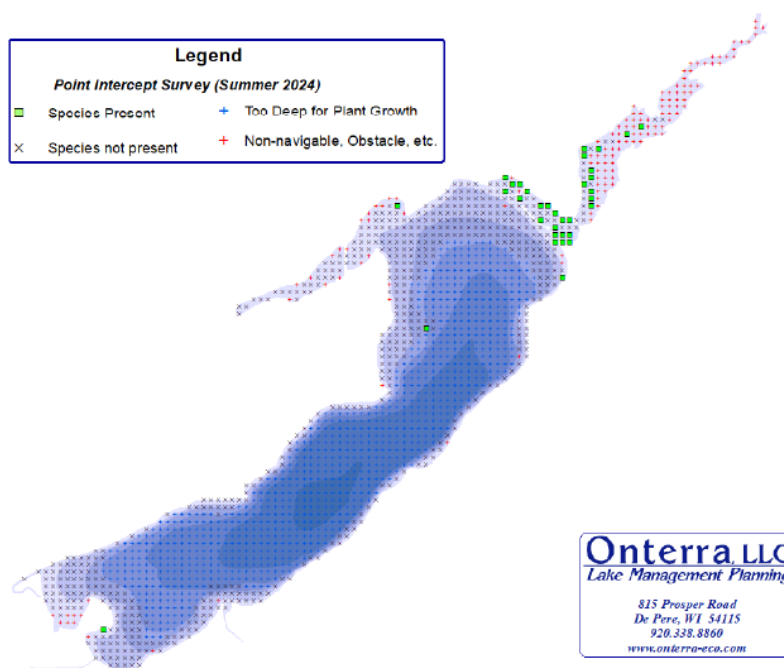 Legend
Point Intercept Survey (Summer 2024)
Species Present
Too Deep for Plant Growth
Species not present
Non-navigable, Obstacle, etc.
Onterra, LLC
Lake Management Planning
815 Prosper Road
De Pere, WI 54115
920.338.8860
www.onterra-eco.com